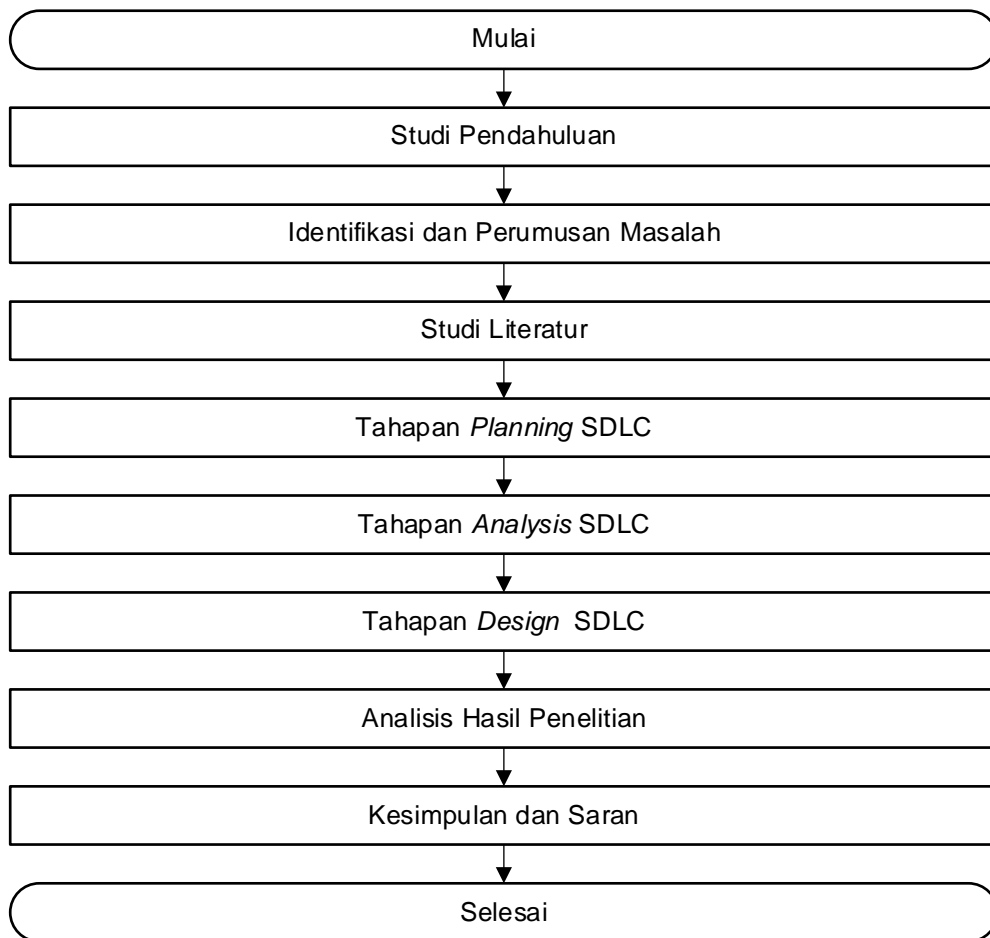 Mulai
Studi Pendahuluan
Identifikasi dan Perumusan Masalah
Studi Literatur
Tahapan Planning SDLC
Tahapan Analysis SDLC
Tahapan Design SDLC
Analisis Hasil Penelitian
Kesimpulan dan Saran
Selesai